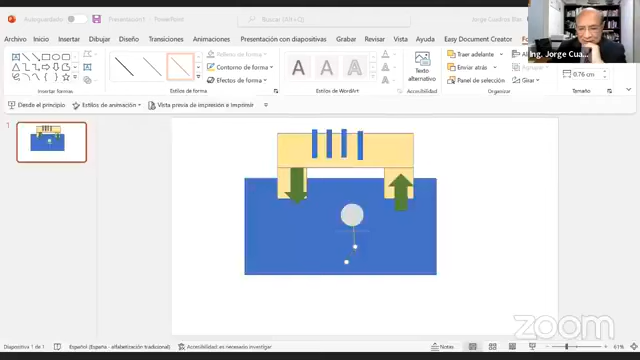 Autoguardado
Presentación1 - PowerPoint
Buscar (Alt+Q)
Ing. Jorge Cua...
Archivo Inicio Insertar Dibujar Diseño Transiciones Animaciones Presentación con diapositivas Grabar Revisar Vista Ayuda Easy Document Creator
Relleno de forma
Contorno de forma
Efectos de forma
Texto alternativo
Traer adelante
Enviar atrás
Panel de selección
Alinear
Agrupar
Girar
0.76 cm
Insertar formas Estilos de forma Estilos de WordArt Accesibilidad Organizar Tamaño
Desde el principio Estilos de animación Vista previa de impresión e Imprimir
1
zoom
Diapositiva 1 de 1 Español (España - alfabetización tradicional) Accesibilidad: es necesario investigar Notas 61%